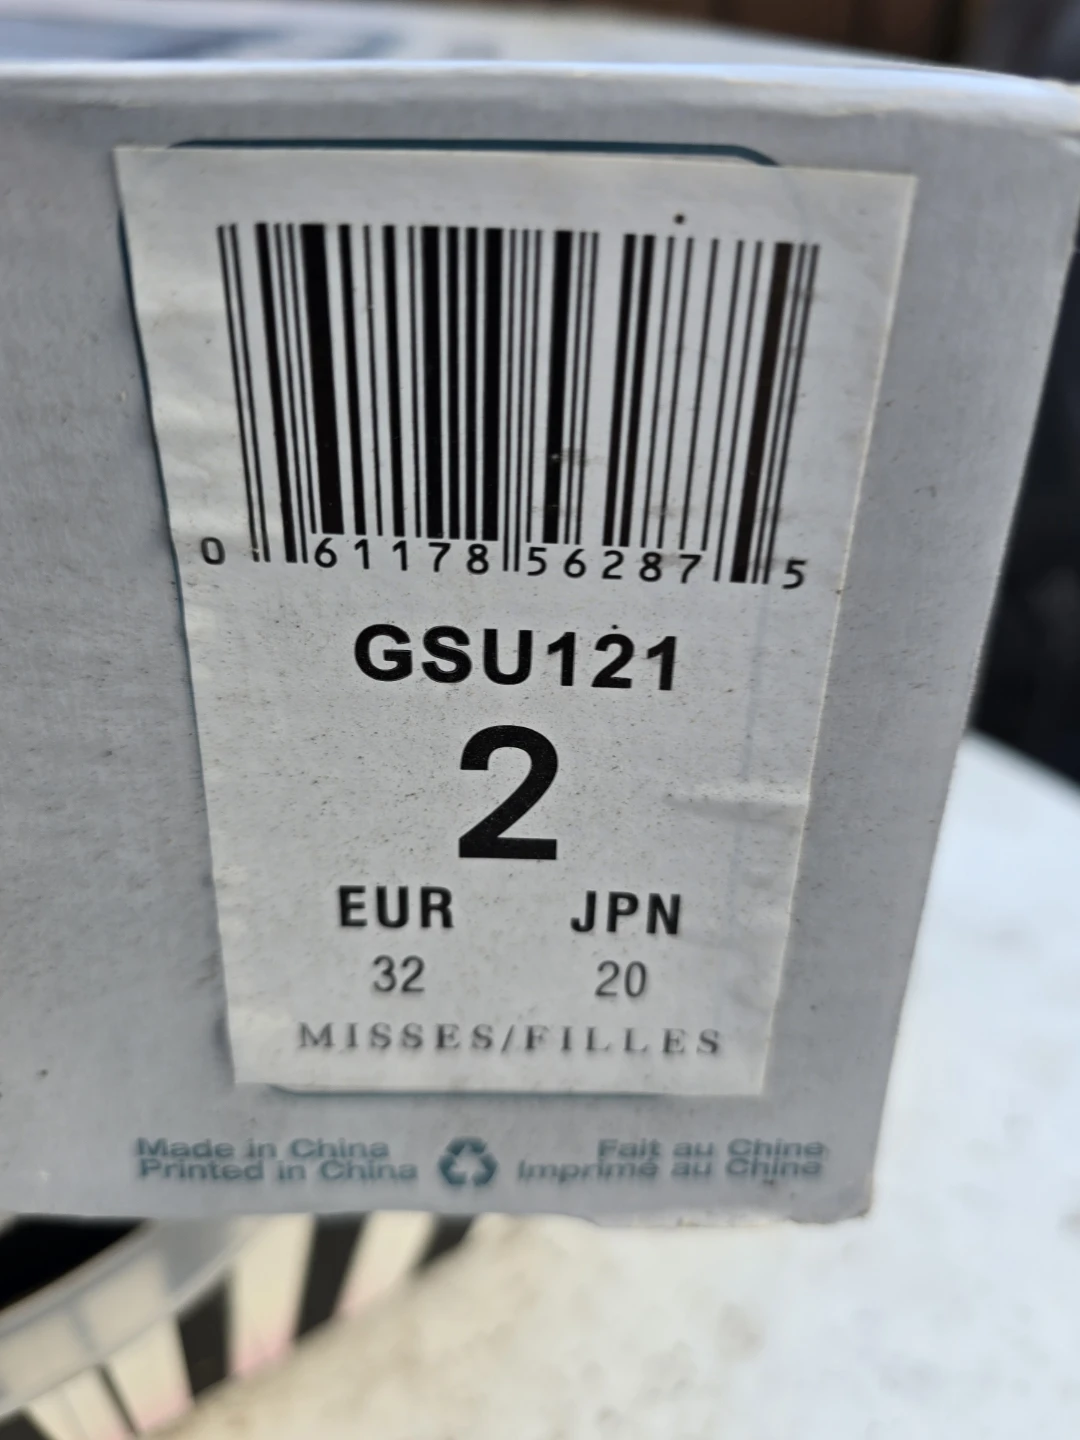 0 61178 56287 5
GSU121
2
EUR JPN
32 20
MISSES/FILLES
Made in China Fait au Chine
Printed in China Imprimé au Chine